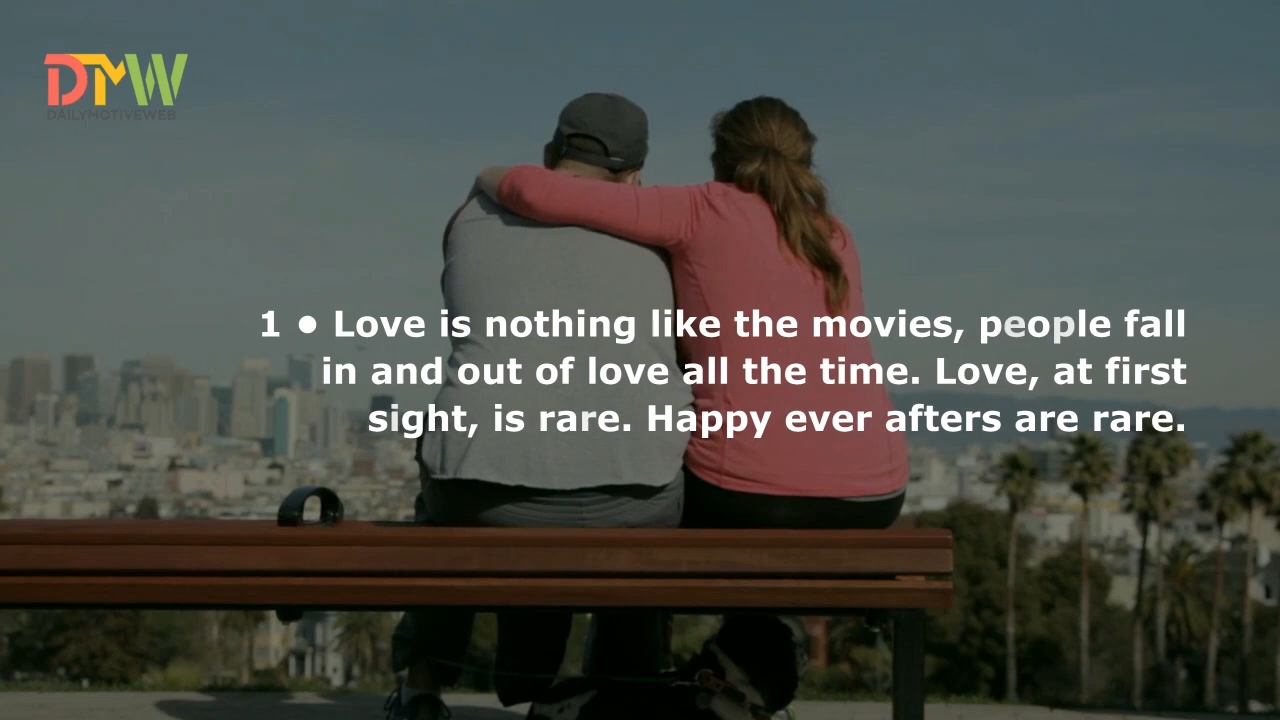 DTMW
DAILYMOTIVEWEB
1 • Love is nothing like the movies, people fall
in and out of love all the time. Love, at first
sight, is rare. Happy ever afters are rare.